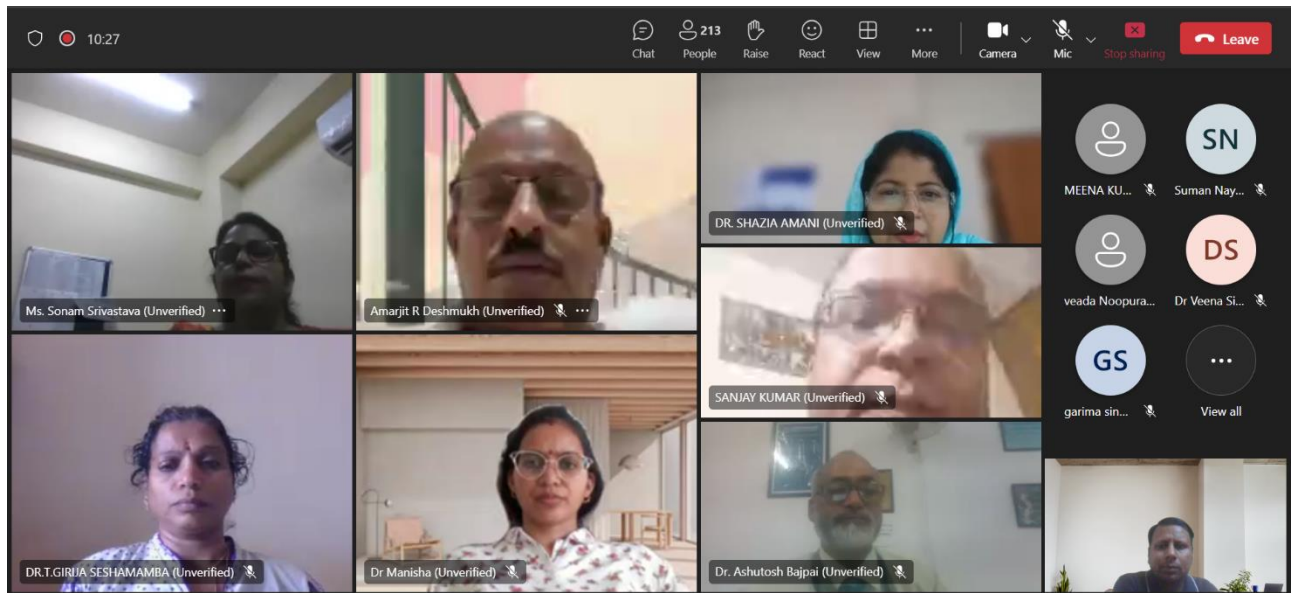 10:27
213
Chat People Raise React View More Camera Mic Stop sharing Leave
Ms. Sonam Srivastava (Unverified) ···
Amarjit R Deshmukh (Unverified) ···
DR. SHAZIA AMANI (Unverified)
SANJAY KUMAR (Unverified)
DR.T.GIRIJA SESHAMAMBA (Unverified)
Dr Manisha (Unverified)
Dr. Ashutosh Bajpai (Unverified)
SN
MEENA KU... Suman Nay...
DS
veada Noopura... Dr Veena Si...
GS
garima sin... View all